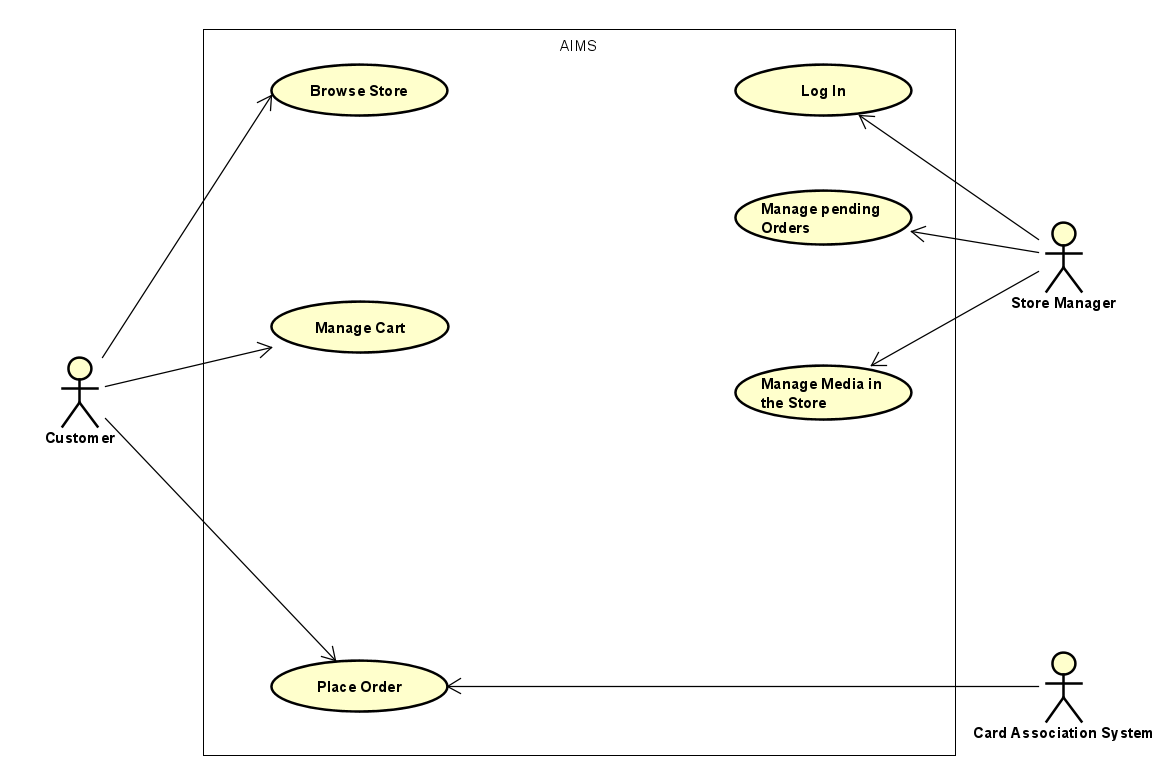 AIMS
Browse Store
Log In
Manage pending
Orders
Store Manager
Manage Cart
Manage Media in
the Store
Customer
Place Order
Card Association System